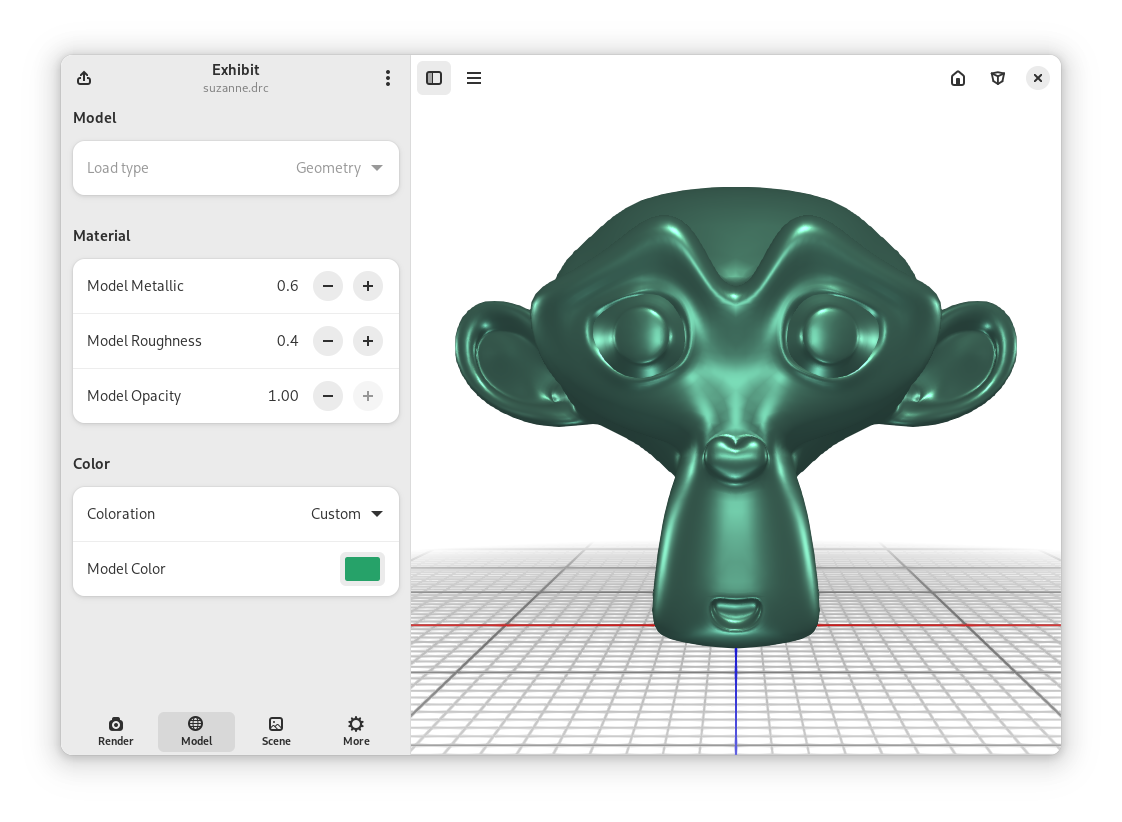 Exhibit
suzanne.drc
Model
Load type Geometry
Material
Model Metallic 0.6
Model Roughness 0.4
Model Opacity 1.00
Color
Coloration Custom
Model Color
Render Model Scene More